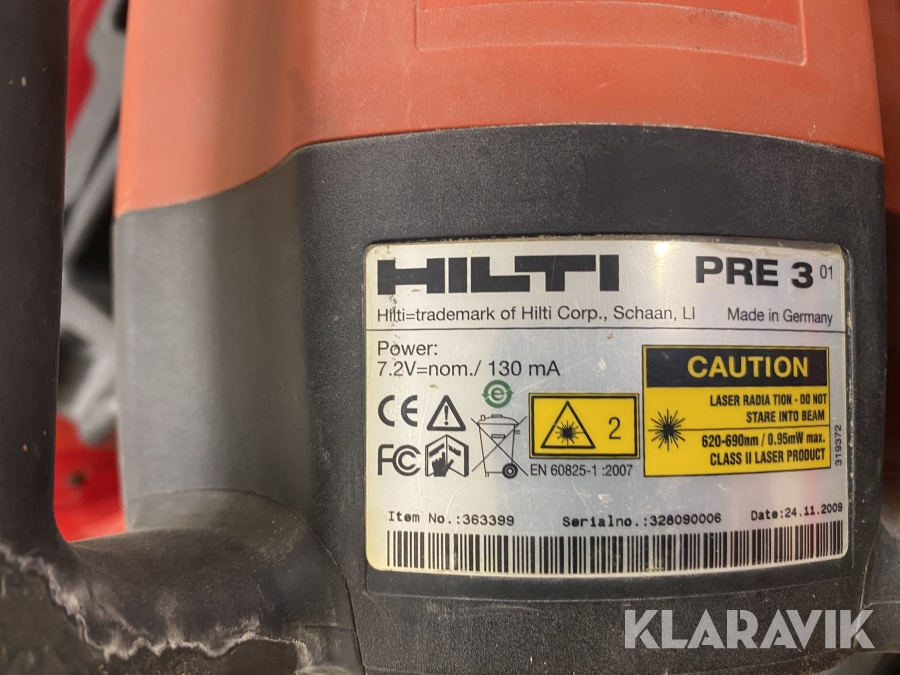 HILTI PRE 3 01
Hilti=trademark of Hilti Corp., Schaan, LI Made in Germany
Power:
7.2V=nom./ 130 mA
CAUTION
LASER RADIA TION - DO NOT
STARE INTO BEAM
620-690nm / 0.95mW max.
CLASS II LASER PRODUCT
319372
e
CE
2
FC
EN 60825-1 :2007
Item No.:363399 Serialno.:328090006 Date:24.11.2009
KLARAVIK